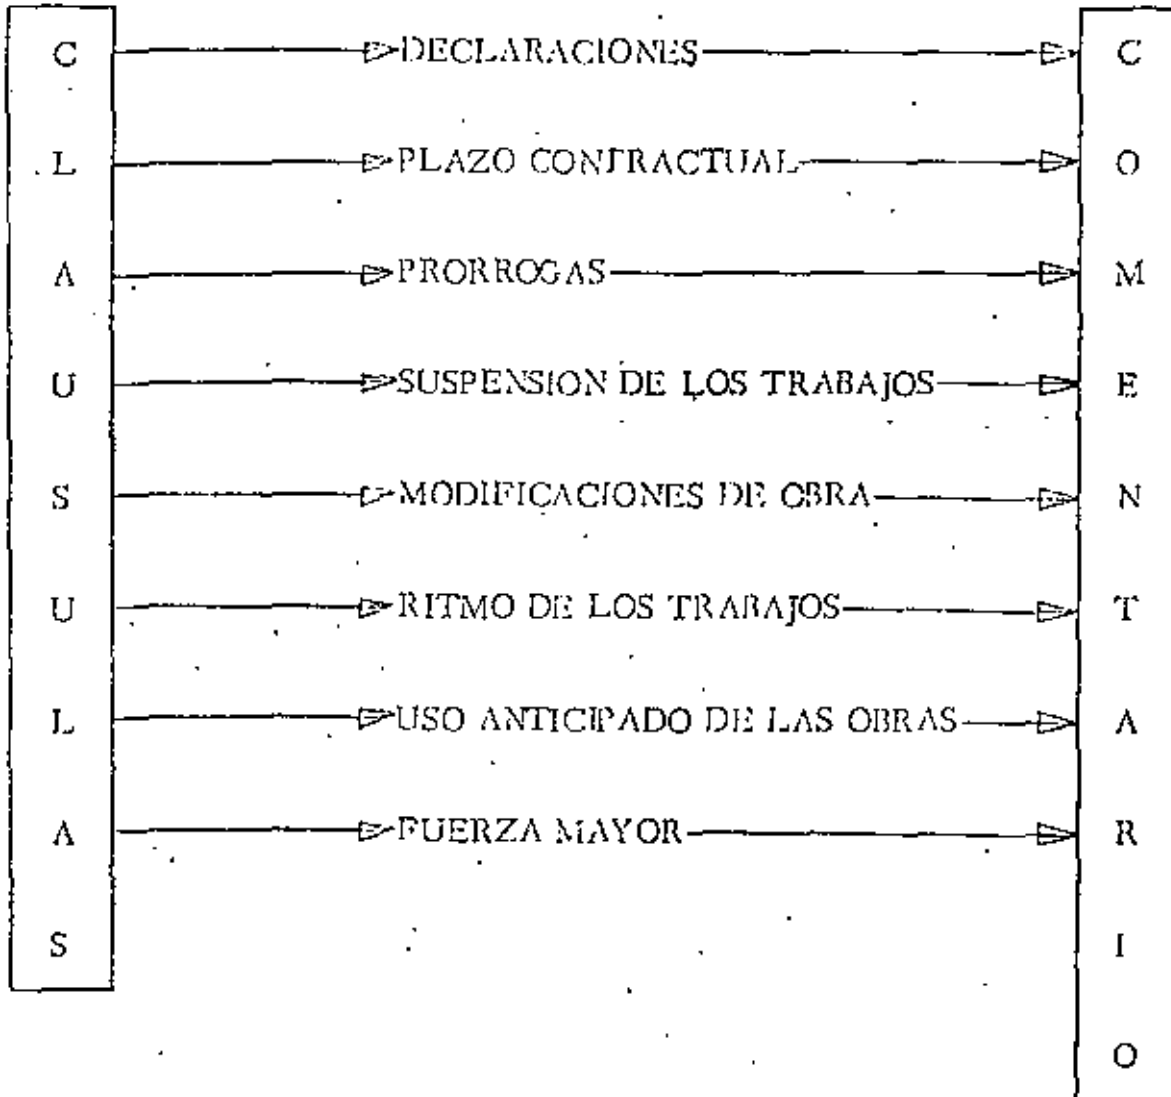 C DECLARACIONES C
L PLAZO CONTRACTUAL O
A PRORROGAS M
U SUSPENSION DE LOS TRABAJOS E
S MODIFICACIONES DE OBRA N
U RITMO DE LOS TRABAJOS T
L USO ANTICIPADO DE LAS OBRAS A
A FUERZA MAYOR R
S I
O